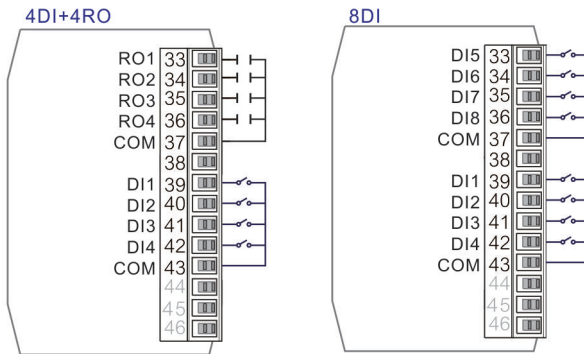 4DI+4RO
RO1 33
RO2 34
RO3 35
RO4 36
COM 37
38
DI1 39
DI2 40
DI3 41
DI4 42
COM 43
44
45
46
8DI
DI5 33
DI6 34
DI7 35
DI8 36
COM 37
38
DI1 39
DI2 40
DI3 41
DI4 42
COM 43
44
45
46